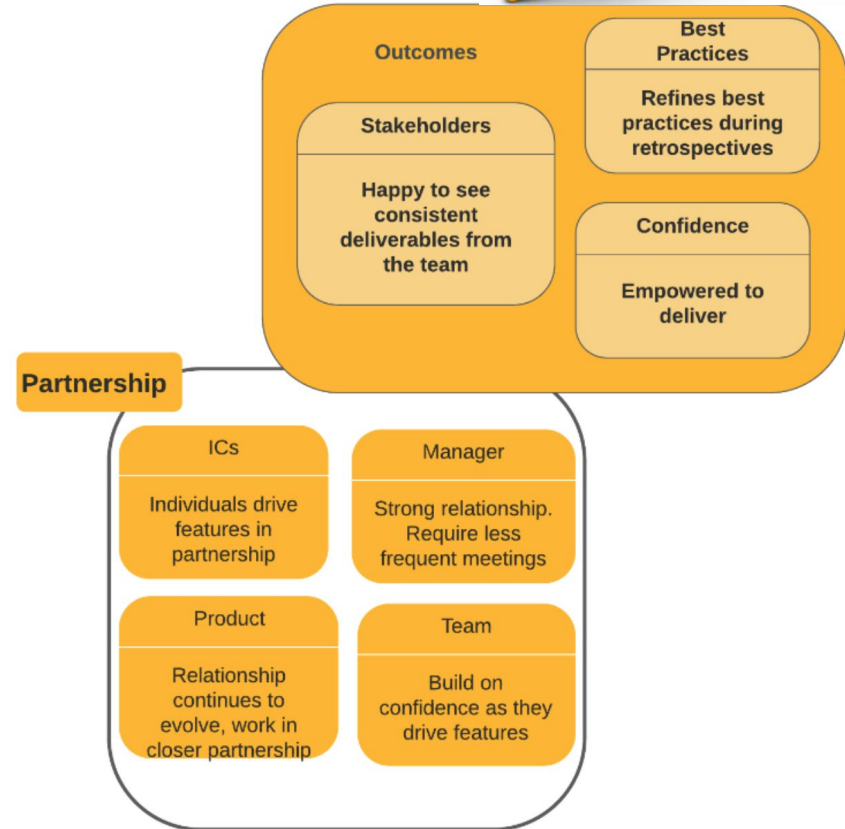 Outcomes
Stakeholders
Happy to see
consistent
deliverables from
the team
Best
Practices
Refines best
practices during
retrospectives
Confidence
Empowered to
deliver
Partnership
ICs
Individuals drive
features in
partnership
Manager
Strong relationship.
Require less
frequent meetings
Product
Relationship
continues to
evolve, work in
closer partnership
Team
Build on
confidence as they
drive features